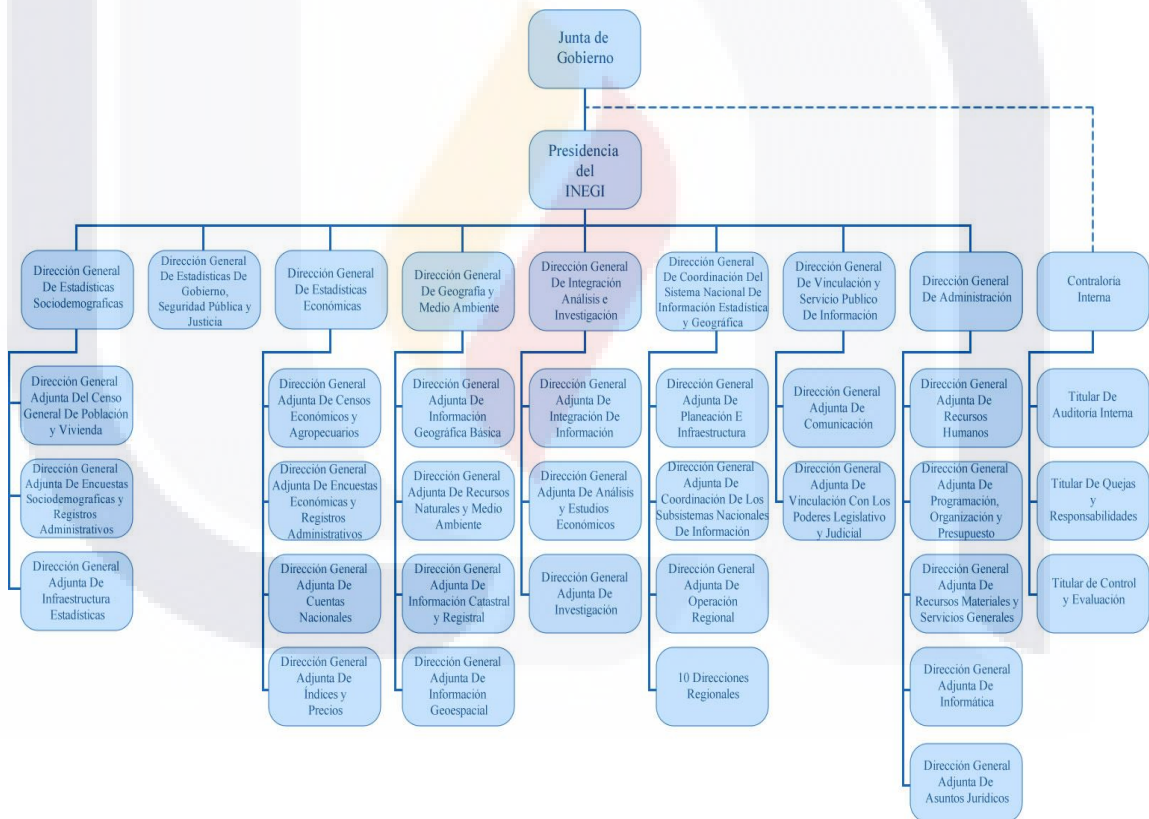 Junta de
Gobierno
Presidencia
del
INEGI
Dirección General
De Estadísticas
Sociodemograficas
Dirección General
De Estadísticas De
Gobierno,
Seguridad Pública y
Justicia
Dirección General
De Estadísticas
Económicas
Dirección General
De Geografía y
Medio Ambiente
Dirección General
De Integración
Análisis e
Investigación
Dirección General
De Coordinación Del
Sistema Nacional De
Información Estadística
y Geográfica
Dirección General
De Vinculación y
Servicio Publico
De Información
Dirección General
De Administración
Contraloría
Interna
Dirección General
Adjunta Del Censo
General De Población
y Vivienda
Dirección General
Adjunta De Encuestas
Sociodemograficas y
Registros
Administrativos
Dirección General
Adjunta De
Infraestructura
Estadísticas
Dirección General
Adjunta De Censos
Económicos y
Agropecuarios
Dirección General
Adjunta De Encuestas
Económicas y
Registros
Administrativos
Dirección General
Adjunta De
Cuentas
Nacionales
Dirección General
Adjunta De
Índices y
Precios
Dirección General
Adjunta De
Información
Geográfica Básica
Dirección General
Adjunta De Recursos
Naturales y Medio
Ambiente
Dirección General
Adjunta De
Información Catastral
y Registral
Dirección General
Adjunta De
Información
Geoespacial
Dirección General
Adjunta De
Integración De
Información
Dirección General
Adjunta De Análisis
y Estudios
Económicos
Dirección General
Adjunta De
Investigación
Dirección General
Adjunta De
Planeación E
Infraestructura
Dirección General
Adjunta De
Coordinación De Los
Subsistemas Nacionales
De Información
Dirección General
Adjunta De
Operación
Regional
10 Direcciones
Regionales
Dirección General
Adjunta De
Comunicación
Dirección General
Adjunta De
Vinculación Con Los
Poderes Legislativo
y Judicial
Dirección General
Adjunta De
Recursos
Humanos
Dirección General
Adjunta De
Programación,
Organización y
Presupuesto
Dirección General
Adjunta De
Recursos Materiales y
Servicios Generales
Dirección General
Adjunta De
Informática
Dirección General
Adjunta De
Asuntos Jurídicos
Titular
De Auditoría Interna
Titular De Quejas
y
Responsabilidades
Titular de Control
y Evaluación